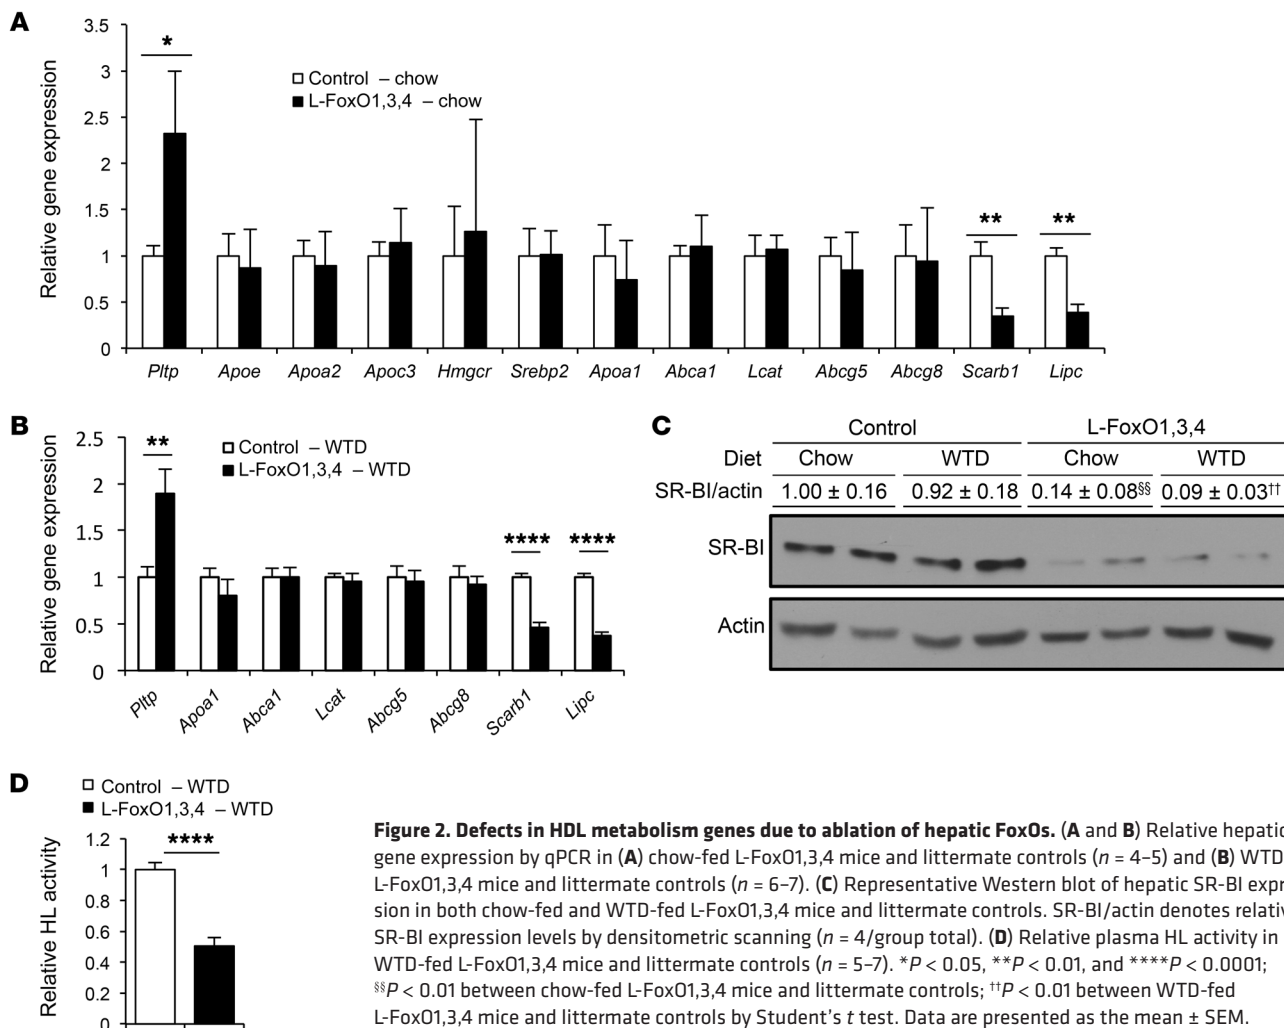 A
3.5
3
2.5
2
1.5
1
0.5
0
Relative gene expression
*
Control – chow
L-FoxO1,3,4 – chow
**
**
Pltp Apoe Apoa2 Apoc3 Hmgcr Srebp2 Apoa1 Abca1 Lcat Abcg5 Abcg8 Scarb1 Lipc
B
2.5
2
1.5
1
0.5
0
Relative gene expression
**
Control – WTD
L-FoxO1,3,4 – WTD
**** ****
Pltp Apoa1 Abca1 Lcat Abcg5 Abcg8 Scarb1 Lipc
C
Control L-FoxO1,3,4
Diet Chow WTD Chow WTD
SR-BI/actin 1.00 ± 0.16 0.92 ± 0.18 0.14 ± 0.08§§ 0.09 ± 0.03††
SR-BI
Actin
D
Control – WTD
L-FoxO1,3,4 – WTD
1.2
1
0.8
0.6
0.4
0.2
0
Relative HL activity
****
Figure 2. Defects in HDL metabolism genes due to ablation of hepatic FoxOs. (A and B) Relative hepatic
gene expression by qPCR in (A) chow-fed L-FoxO1,3,4 mice and littermate controls (n = 4–5) and (B) WTD
L-FoxO1,3,4 mice and littermate controls (n = 6–7). (C) Representative Western blot of hepatic SR-BI expr
sion in both chow-fed and WTD-fed L-FoxO1,3,4 mice and littermate controls. SR-BI/actin denotes relativ
SR-BI expression levels by densitometric scanning (n = 4/group total). (D) Relative plasma HL activity in
WTD-fed L-FoxO1,3,4 mice and littermate controls (n = 5–7). *P < 0.05, **P < 0.01, and ****P < 0.0001;
§§P < 0.01 between chow-fed L-FoxO1,3,4 mice and littermate controls; ††P < 0.01 between WTD-fed
L-FoxO1,3,4 mice and littermate controls by Student's t test. Data are presented as the mean ± SEM.